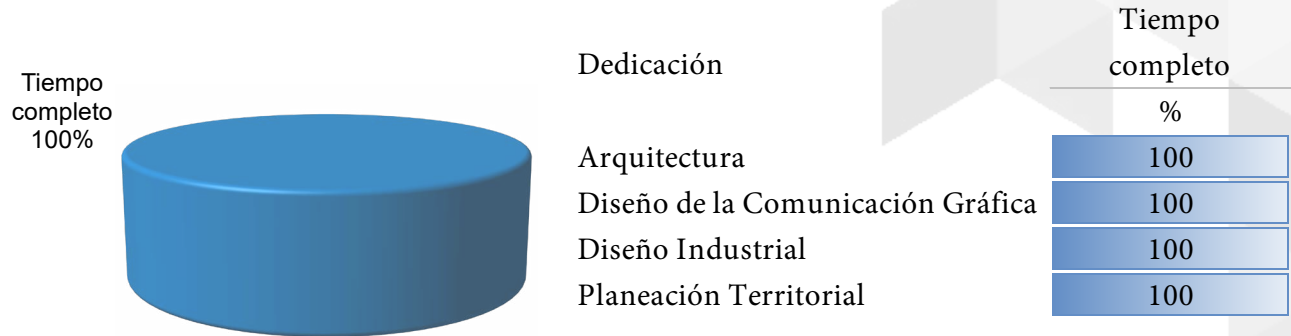 Tiempo
completo
100%
Dedicación
Tiempo
completo
%
Arquitectura 100
Diseño de la Comunicación Gráfica 100
Diseño Industrial 100
Planeación Territorial 100